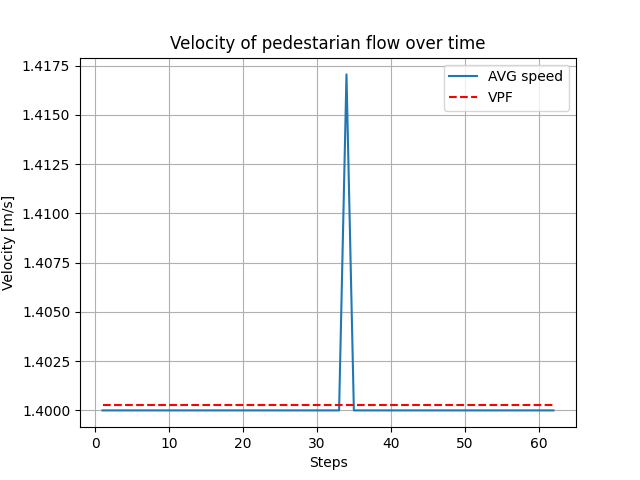 Velocity of pedestarian flow over time
AVG speed
VPF
Velocity [m/s]
1.4175
1.4150
1.4125
1.4100
1.4075
1.4050
1.4025
1.4000
0 10 20 30 40 50 60
Steps